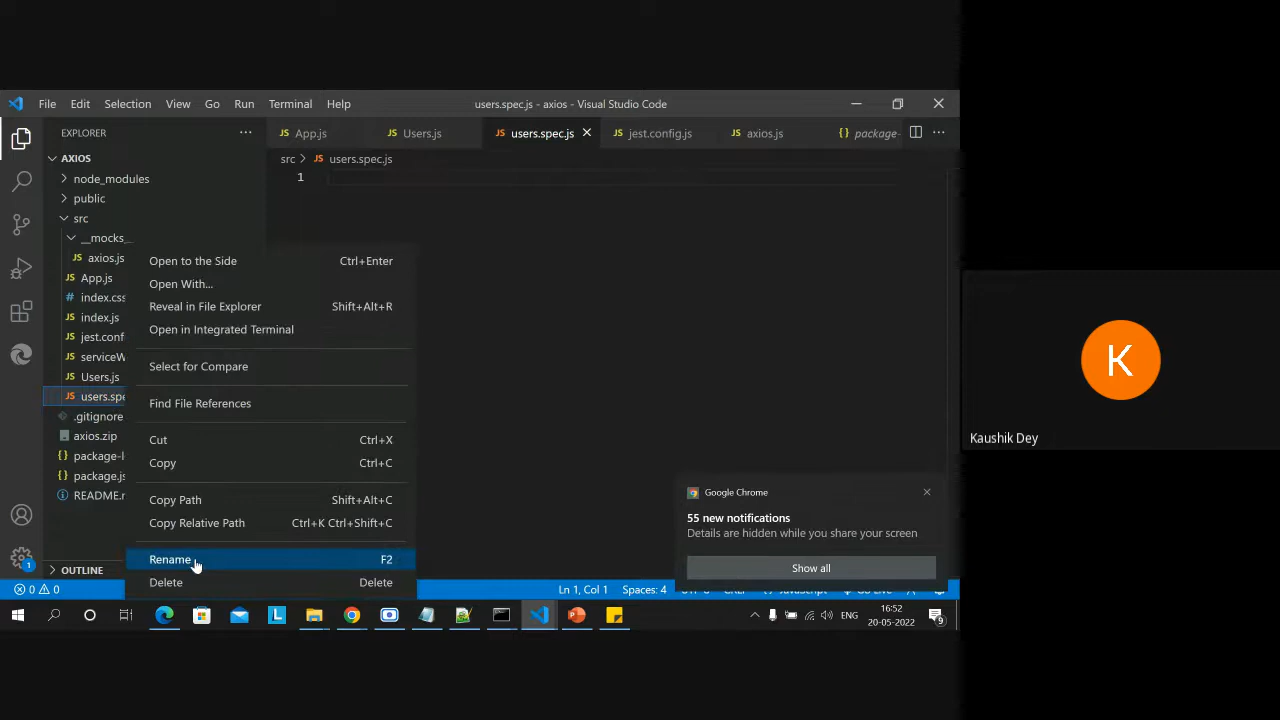 File Edit Selection View Go Run Terminal Help
users.spec.js - axios - Visual Studio Code
EXPLORER
App.js
Users.js
users.spec.js
jest.config.js
axios.js
{ } package-
AXIOS
src > JS users.spec.js
1
node_modules
public
src
__mocks__
JS axios.js
JS App.js
# index.css
JS index.js
JS jest.conf
JS serviceW
JS Users.js
JS users.spe
.gitignore
axios.zip
{ } package-l
{ } package.js
README.r
OUTLINE
Open to the Side Ctrl+Enter
Open With...
Reveal in File Explorer Shift+Alt+R
Open in Integrated Terminal
Select for Compare
Find File References
Cut Ctrl+X
Copy Ctrl+C
Copy Path Shift+Alt+C
Copy Relative Path Ctrl+K Ctrl+Shift+C
Rename F2
Delete Delete
Google Chrome
55 new notifications
Details are hidden while you share your screen
Show all
1
0 0
Ln 1, Col 1 Spaces: 4
ENG
16:52
20-05-2022
9
K
Kaushik Dey